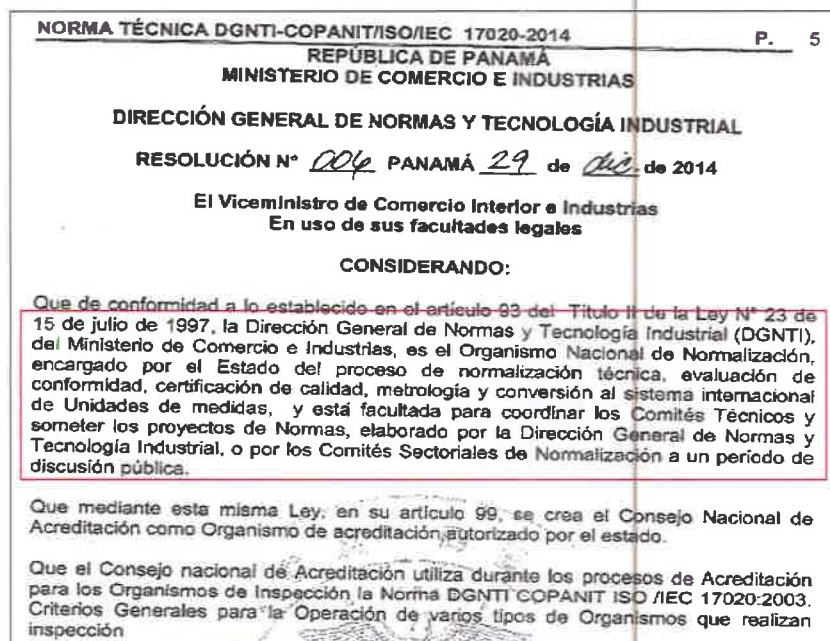 NORMA TÉCNICA DGNTI-COPANIT/ISO/IEC 17020-2014 P. 5
REPÚBLICA DE PANAMÁ
MINISTERIO DE COMERCIO E INDUSTRIAS
DIRECCIÓN GENERAL DE NORMAS Y TECNOLOGÍA INDUSTRIAL
RESOLUCIÓN N° 006 PANAMÁ 29 de dic. de 2014
El Viceministro de Comercio Interior e Industrias
En uso de sus facultades legales
CONSIDERANDO:
Que de conformidad a lo establecido en el artículo 93 del Título II de la Ley N° 23 de
15 de julio de 1997, la Dirección General de Normas y Tecnología Industrial (DGNTI),
del Ministerio de Comercio e Industrias, es el Organismo Nacional de Normalización,
encargado por el Estado del proceso de normalización técnica, evaluación de
conformidad, certificación de calidad, metrología y conversión al sistema internacional
de Unidades de medidas, y está facultada para coordinar los Comités Técnicos y
someter los proyectos de Normas, elaborado por la Dirección General de Normas y
Tecnología Industrial, o por los Comités Sectoriales de Normalización a un período de
discusión pública.
Que mediante esta misma Ley, en su artículo 99, se crea el Consejo Nacional de
Acreditación como Organismo de acreditación autorizado por el estado.
Que el Consejo nacional de Acreditación utiliza durante los procesos de Acreditación
para los Organismos de Inspección la Norma DGNTI COPANIT ISO /IEC 17020:2003.
Criterios Generales para la Operación de varios tipos de Organismos que realizan
inspección